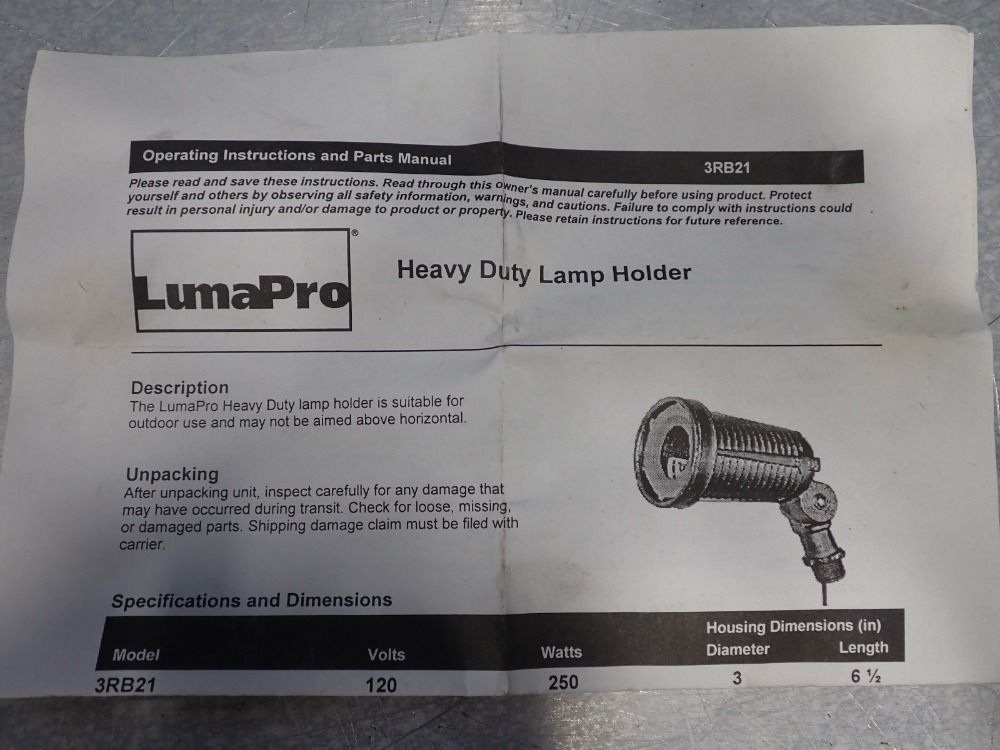 Operating Instructions and Parts Manual 3RB21
Please read and save these instructions. Read through this owner's manual carefully before using product. Protect
yourself and others by observing all safety information, warnings, and cautions. Failure to comply with instructions could
result in personal injury and/or damage to product or property. Please retain instructions for future reference.
LumaPro®
Heavy Duty Lamp Holder
Description
The LumaPro Heavy Duty lamp holder is suitable for
outdoor use and may not be aimed above horizontal.
Unpacking
After unpacking unit, inspect carefully for any damage that
may have occurred during transit. Check for loose, missing,
or damaged parts. Shipping damage claim must be filed with
carrier.
Specifications and Dimensions
Housing Dimensions (in)
Model Volts Watts Diameter Length
3RB21 120 250 3 6 ½